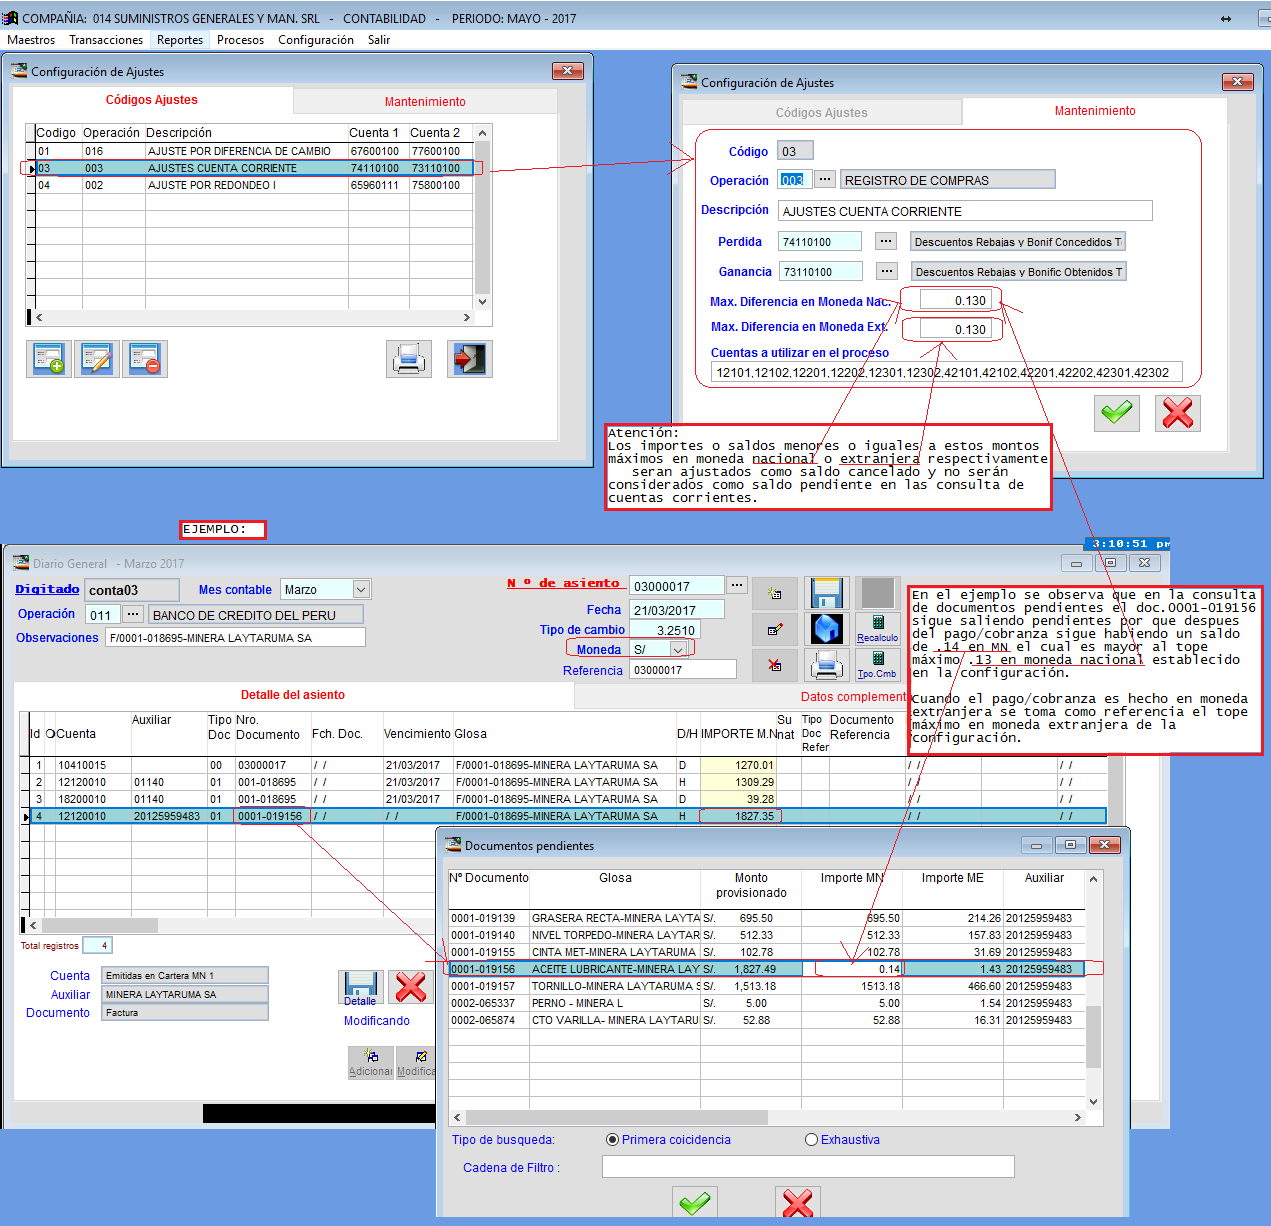 COMPAÑIA: 014 SUMINISTROS GENERALES Y MAN. SRL - CONTABILIDAD - PERIODO: MAYO - 2017
Maestros Transacciones Reportes Procesos Configuración Salir
Configuración de Ajustes
Códigos Ajustes Mantenimiento
Codigo Operación Descripción Cuenta 1 Cuenta 2
01 016 AJUSTE POR DIFERENCIA DE CAMBIO 67600100 77600100
03 003 AJUSTES CUENTA CORRIENTE 74110100 73110100
04 002 AJUSTE POR REDONDEO I 65960111 75800100
Configuración de Ajustes
Códigos Ajustes Mantenimiento
Código 03
Operación 003 ... REGISTRO DE COMPRAS
Descripción AJUSTES CUENTA CORRIENTE
Perdida 74110100 ... Descuentos Rebajas y Bonif Concedidos T
Ganancia 73110100 ... Descuentos Rebajas y Bonific Obtenidos T
Max. Diferencia en Moneda Nac. 0.130
Max. Diferencia en Moneda Ext. 0.130
Cuentas a utilizar en el proceso
12101,12102,12201,12202,12301,12302,42101,42102,42201,42202,42301,42302
Atención:
Los importes o saldos menores o iguales a estos montos
máximos en moneda nacional o extranjera respectivamente
seran ajustados como saldo cancelado y no serán
considerados como saldo pendiente en las consulta de
cuentas corrientes.
EJEMPLO:
3:10:51 pm
Diario General - Marzo 2017
Digitado conta03 Mes contable Marzo
Operación 011 ... BANCO DE CREDITO DEL PERU
Observaciones F/0001-018695-MINERA LAYTARUMA SA
N º de asiento 03000017 ...
Fecha 21/03/2017
Tipo de cambio 3.2510
Moneda S/
Referencia 03000017
Recalculo
Tpo.Cmb
En el ejemplo se observa que en la consulta
de documentos pendientes el doc.0001-019156
sigue saliendo pendientes por que despues
del pago/cobranza sigue habiendo un saldo
de .14 en MN el cual es mayor al tope
máximo .13 en moneda nacional establecido
en la configuración.
Cuando el pago/cobranza es hecho en moneda
extranjera se toma como referencia el tope
máximo en moneda extranjera de la
configuración.
Detalle del asiento Datos complement
Id Cuenta Auxiliar Tipo Doc Nro. Documento Fch. Doc. Vencimiento Glosa D/H IMPORTE M.N Su nat Tipo Doc Refer Documento Referencia
1 10410015 00 03000017 / / 21/03/2017 F/0001-018695-MINERA LAYTARUMA SA D 1270.01 / / / /
2 12120010 01140 01 001-018695 / / 21/03/2017 F/0001-018695-MINERA LAYTARUMA SA H 1309.29 / / / /
3 18200010 01140 01 001-018695 / / 21/03/2017 F/0001-018695-MINERA LAYTARUMA SA D 39.28 / / / /
4 12120010 20125959483 01 0001-019156 / / / / F/0001-018695-MINERA LAYTARUMA SA H 1827.35 / / / /
Total registros 4
Cuenta Emitidas en Cartera MN 1
Auxiliar MINERA LAYTARUMA SA
Documento Factura
Detalle
Modificando
Adicionar Modifica
Documentos pendientes
Nº Documento Glosa Monto provisionado Importe MN Importe ME Auxiliar
0001-019139 GRASERA RECTA-MINERA LAYTA S/. 695.50 695.50 214.26 20125959483
0001-019140 NIVEL TORPEDO-MINERA LAYTAR S/. 512.33 512.33 157.83 20125959483
0001-019155 CINTA MET-MINERA LAYTARUMA S/. 102.78 102.78 31.69 20125959483
0001-019156 ACEITE LUBRICANTE-MINERA LAY S/. 1,827.49 0.14 1.43 20125959483
0001-019157 TORNILLO-MINERA LAYTARUMA S S/. 1,513.18 1513.18 466.60 20125959483
0002-065337 PERNO - MINERA L S/. 5.00 5.00 1.54 20125959483
0002-065874 CTO VARILLA- MINERA LAYTARU S/. 52.88 52.88 16.31 20125959483
Tipo de busqueda: Primera coicidencia Exhaustiva
Cadena de Filtro :